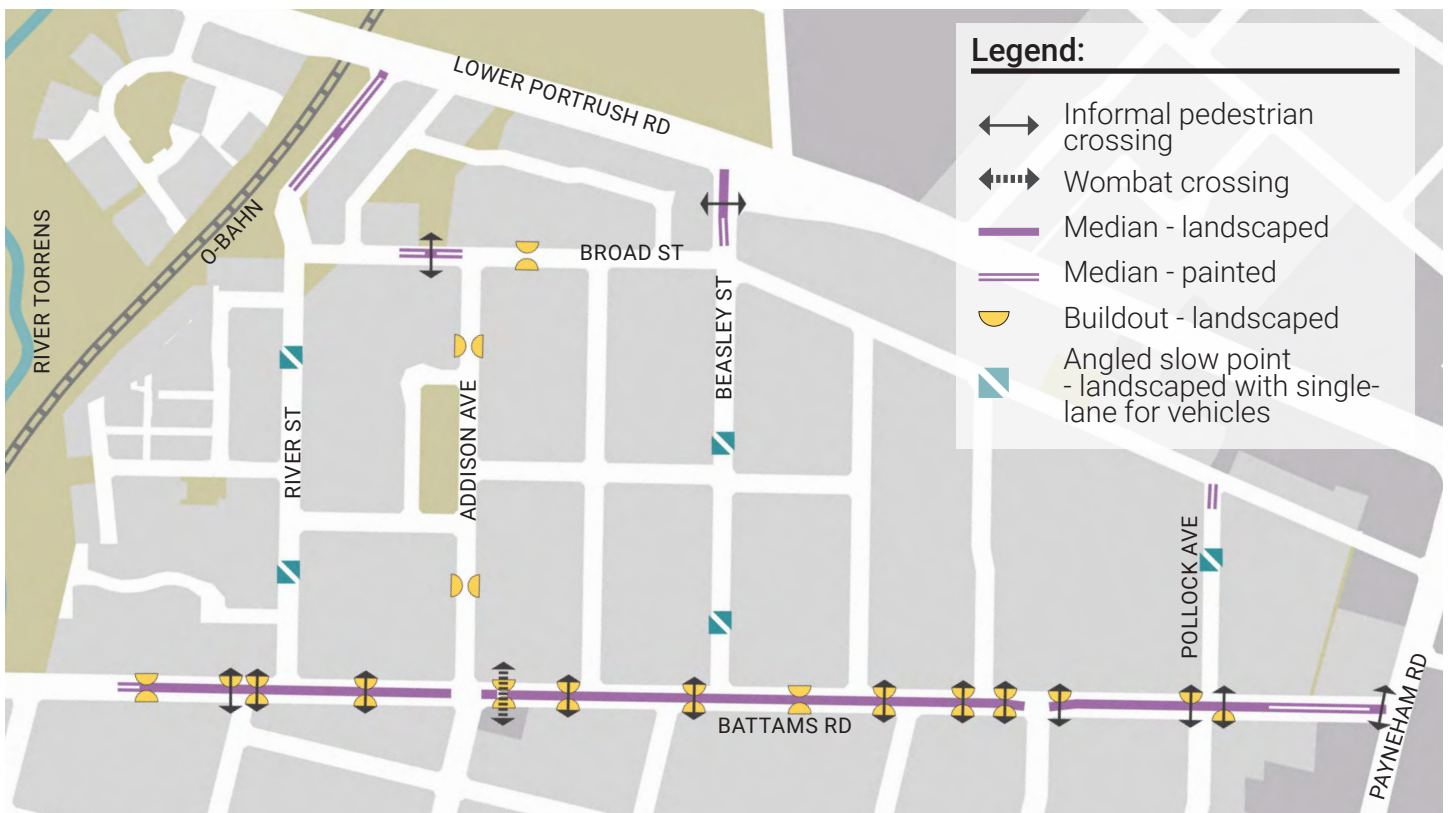 LOWER PORTRUSH RD
O-BAHN
RIVER TORRENS
BROAD ST
BEASLEY ST
RIVER ST
ADDISON AVE
POLLOCK AVE
BATTAMS RD
PAYNEHAM RD
Legend:
Informal pedestrian
crossing
Wombat crossing
Median - landscaped
Median - painted
Buildout - landscaped
Angled slow point
- landscaped with single-
lane for vehicles